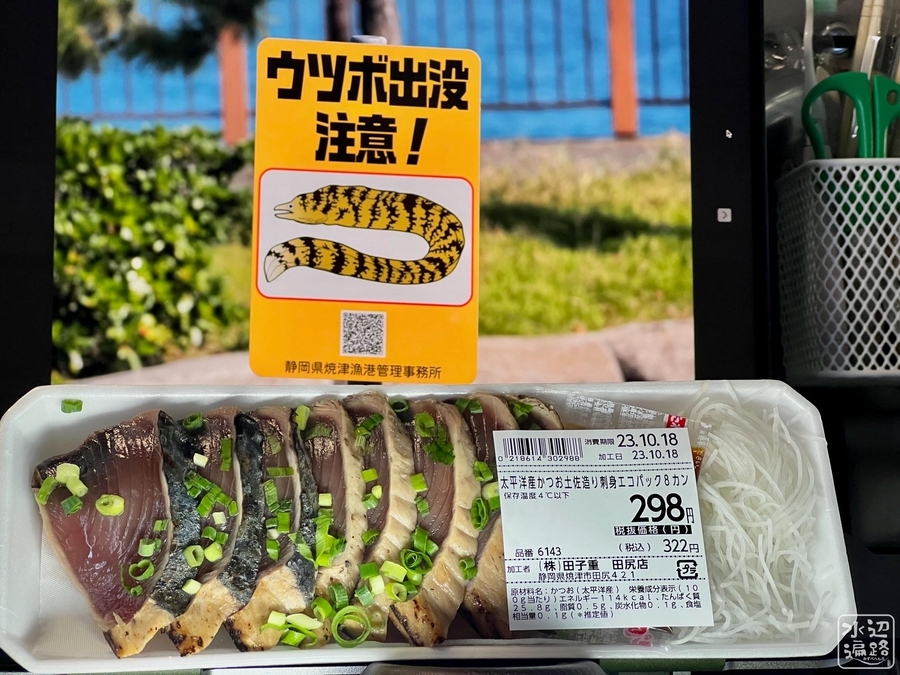 ウツボ出没
注意！
静岡県焼津漁港管理事務所
0 218614 302988
消費期限 23.10.18
加工日 23.10.18
太平洋産かつお土佐造り刺身エコパック8カン
保存温度4℃以下
298円
税抜価格(円)
品番 6143
(税込) 322円
加工者 (株)田子重 田尻店
静岡県焼津市田尻421
プラ
原材料名：かつお(太平洋) 栄養成分表示(10
0g当たり)エネルギー114kcal、たんぱく質
25.8g、脂質0.5g、炭水化物0.1g、食塩
相当量0.1g(*推定値)
水辺
遍路